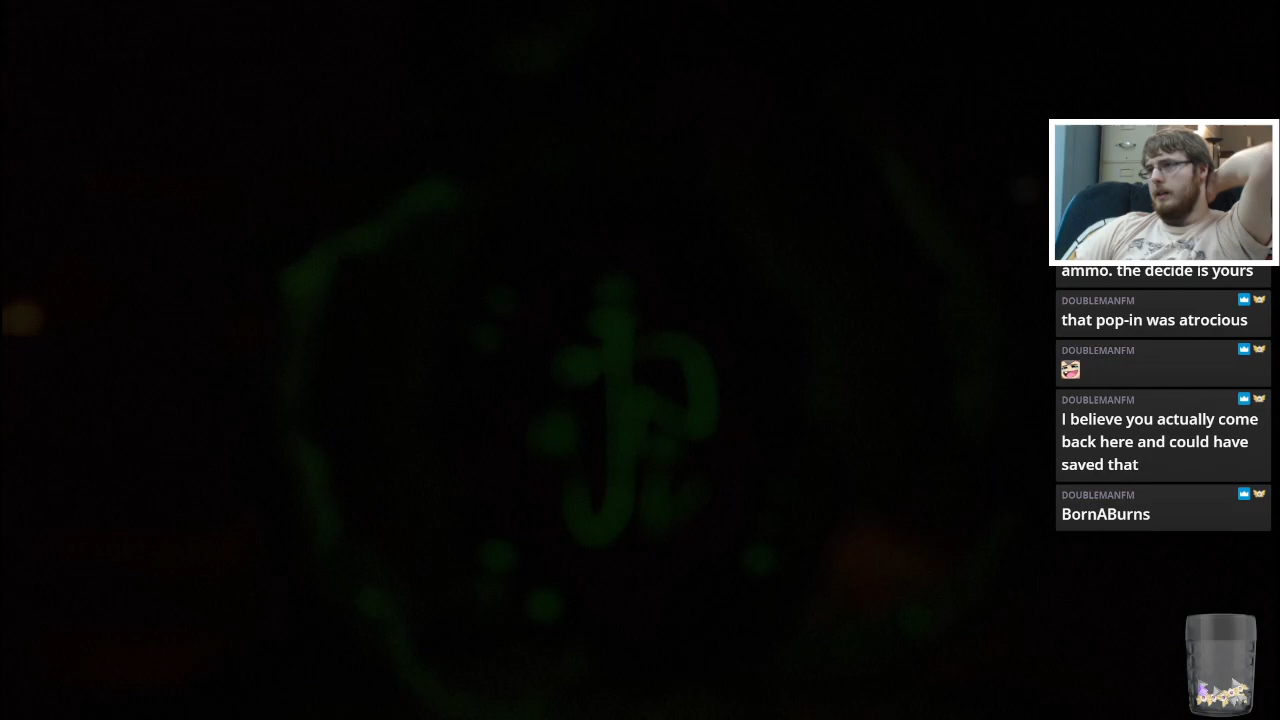 ammo. the decide is yours
DOUBLEMANFM
that pop-in was atrocious
DOUBLEMANFM
DOUBLEMANFM
I believe you actually come
back here and could have
saved that
DOUBLEMANFM
BornABurns